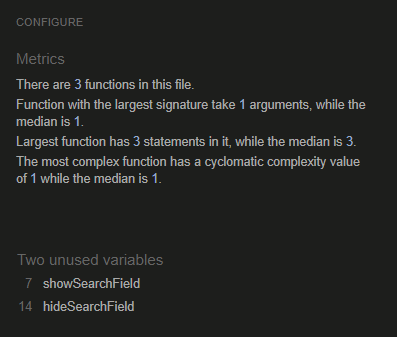 CONFIGURE
Metrics
There are 3 functions in this file.
Function with the largest signature take 1 arguments, while the
median is 1.
Largest function has 3 statements in it, while the median is 3.
The most complex function has a cyclomatic complexity value
of 1 while the median is 1.
Two unused variables
7 showSearchField
14 hideSearchField